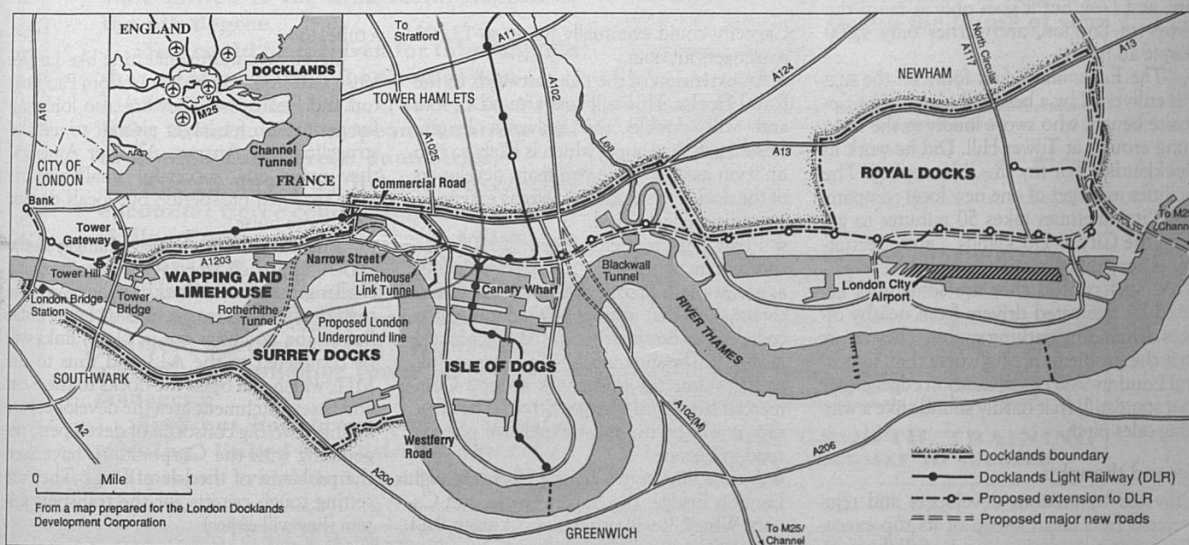 ENGLAND
DOCKLANDS
M25
Channel
Tunnel
FRANCE
To
Stratford
A11
A102
A1025
A13
CITY OF
LONDON
TOWER HAMLETS
Lea
A124
NEWHAM
North Circular
A117
A13
A13
Commercial Road
ROYAL DOCKS
Bank
Tower
Gateway
Tower Hill
A1203
Narrow Street
WAPPING AND
LIMEHOUSE
Limehouse
Link Tunnel
Canary Wharf
Blackwall
Tunnel
London City
Airport
To M25/
Channel
London Bridge
Station
Tower
Bridge
Rotherhithe
Tunnel
Proposed London
Underground line
SURREY DOCKS
ISLE OF DOGS
RIVER THAMES
SOUTHWARK
A2
Westferry
Road
A200
A102(M)
A206
GREENWICH
To M25/
Channel
0 Mile 1
From a map prepared for the London Docklands
Development Corporation
Docklands boundary
Docklands Light Railway (DLR)
Proposed extension to DLR
Proposed major new roads